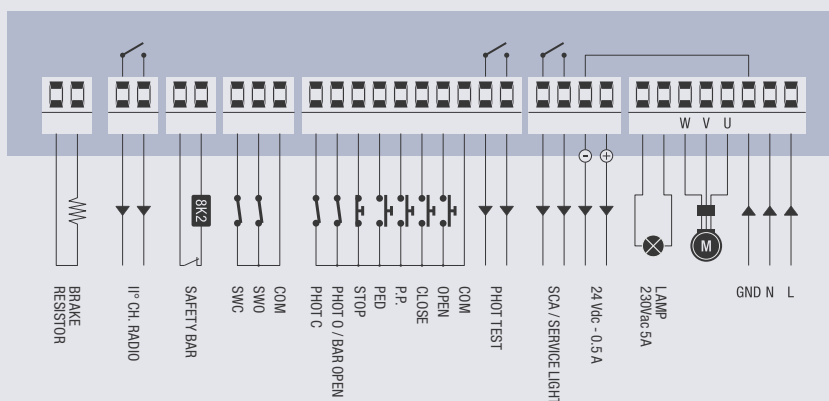 W V U
- +
8K2
M
BRAKE
RESISTOR
II° CH. RADIO
SAFETY BAR
SWC
SWO
COM
PHOT C
PHOT O / BAR OPEN
STOP
PED
P.P.
CLOSE
OPEN
COM
PHOT TEST
SCA / SERVICE LIGHT
24 Vdc - 0.5 A
LAMP
230Vac 5A
GND N L